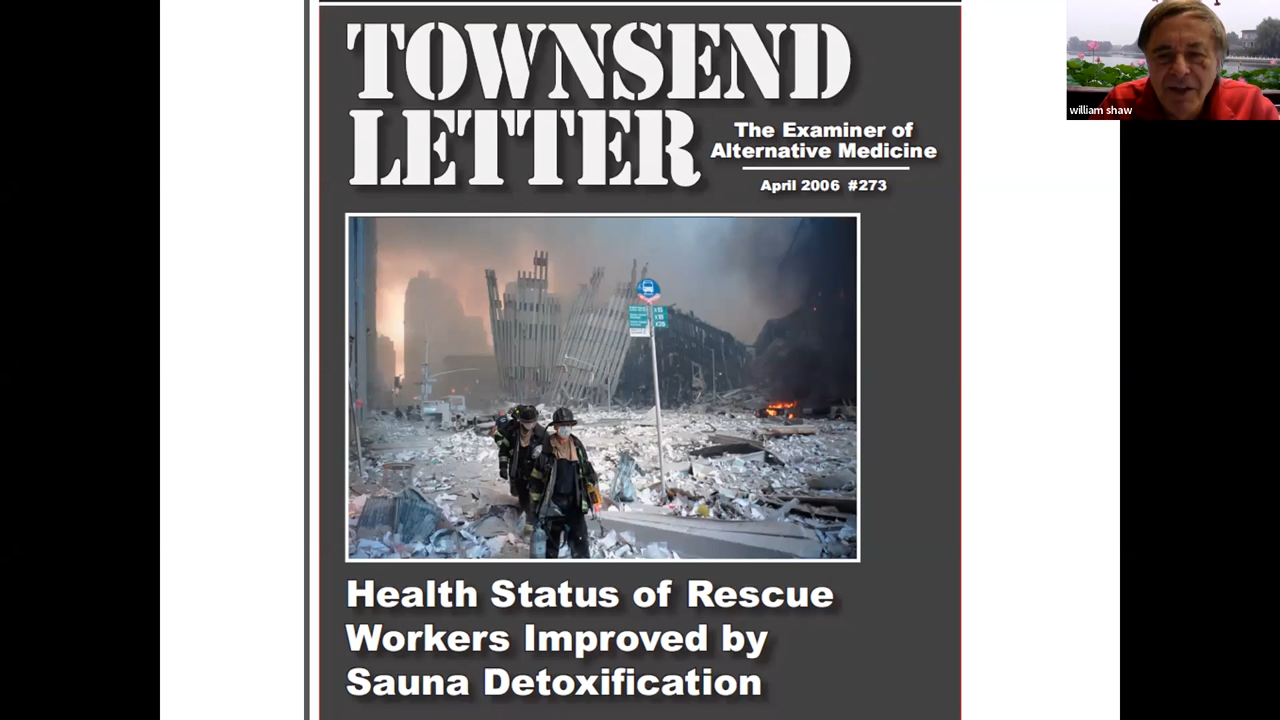 TOWNSEND
LETTER
The Examiner of
Alternative Medicine
April 2006 #273
Health Status of Rescue
Workers Improved by
Sauna Detoxification
william shaw